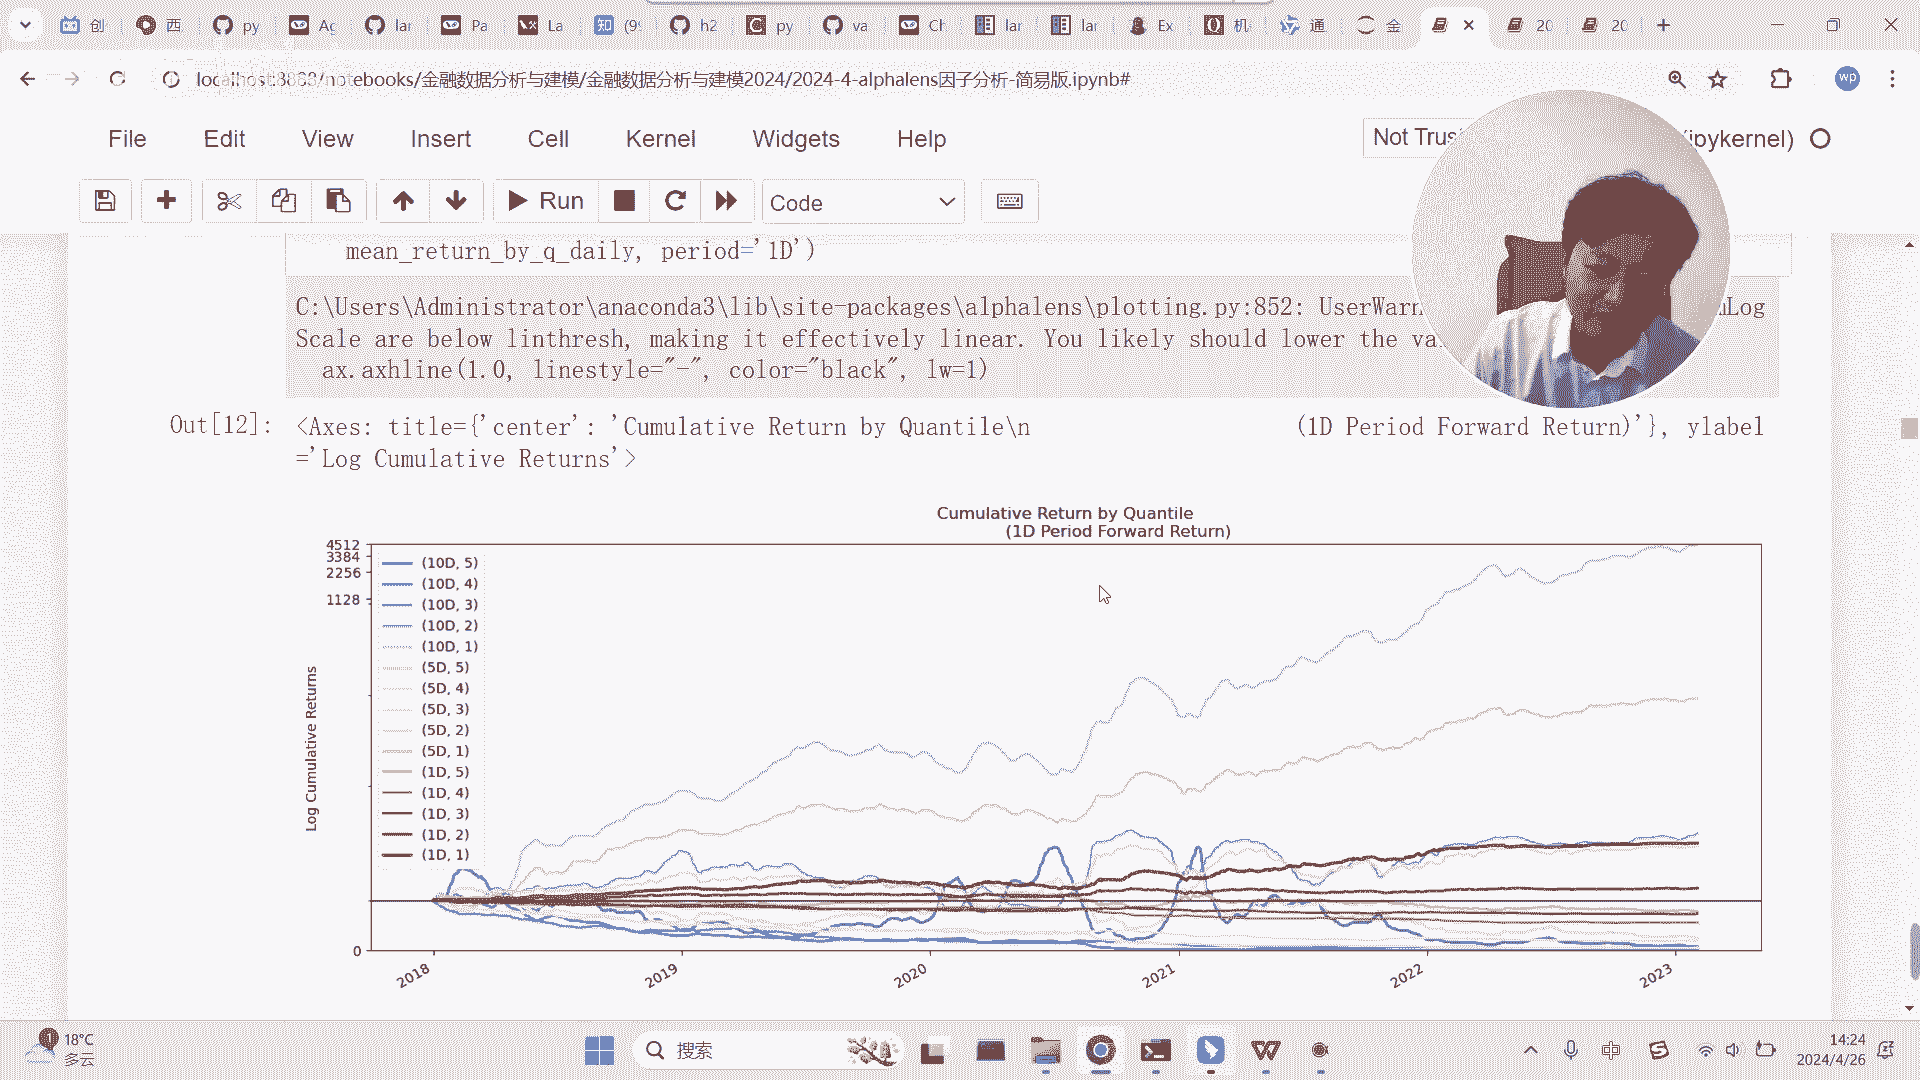 创 西 py Ag lar Pa La 知 (9 h2 py va Ch lar lar Ex 机 通 金 20 20
localhost:8888/notebooks/金融数据分析与建模/金融数据分析与建模2024/2024-4-alphalens因子分析-简易版.ipynb#
wp
File Edit View Insert Cell Kernel Widgets Help
Not Trus ipykernel)
Run Code
mean_return_by_q_daily, period='1D')
C:\Users\Administrator\anaconda3\lib\site-packages\alphalens\plotting.py:852: UserWarn Log
Scale are below linthresh, making it effectively linear. You likely should lower the va
ax.axhline(1.0, linestyle="-", color="black", lw=1)
Out[12]: <Axes: title={'center': 'Cumulative Return by Quantile\n (1D Period Forward Return)'}, ylabel
='Log Cumulative Returns'>
Cumulative Return by Quantile
(1D Period Forward Return)
4512
3384
2256
1128
0
Log Cumulative Returns
(10D, 5)
(10D, 4)
(10D, 3)
(10D, 2)
(10D, 1)
(5D, 5)
(5D, 4)
(5D, 3)
(5D, 2)
(5D, 1)
(1D, 5)
(1D, 4)
(1D, 3)
(1D, 2)
(1D, 1)
2018 2019 2020 2021 2022 2023
1
18°C
多云
搜索
中
14:24
2024/4/26